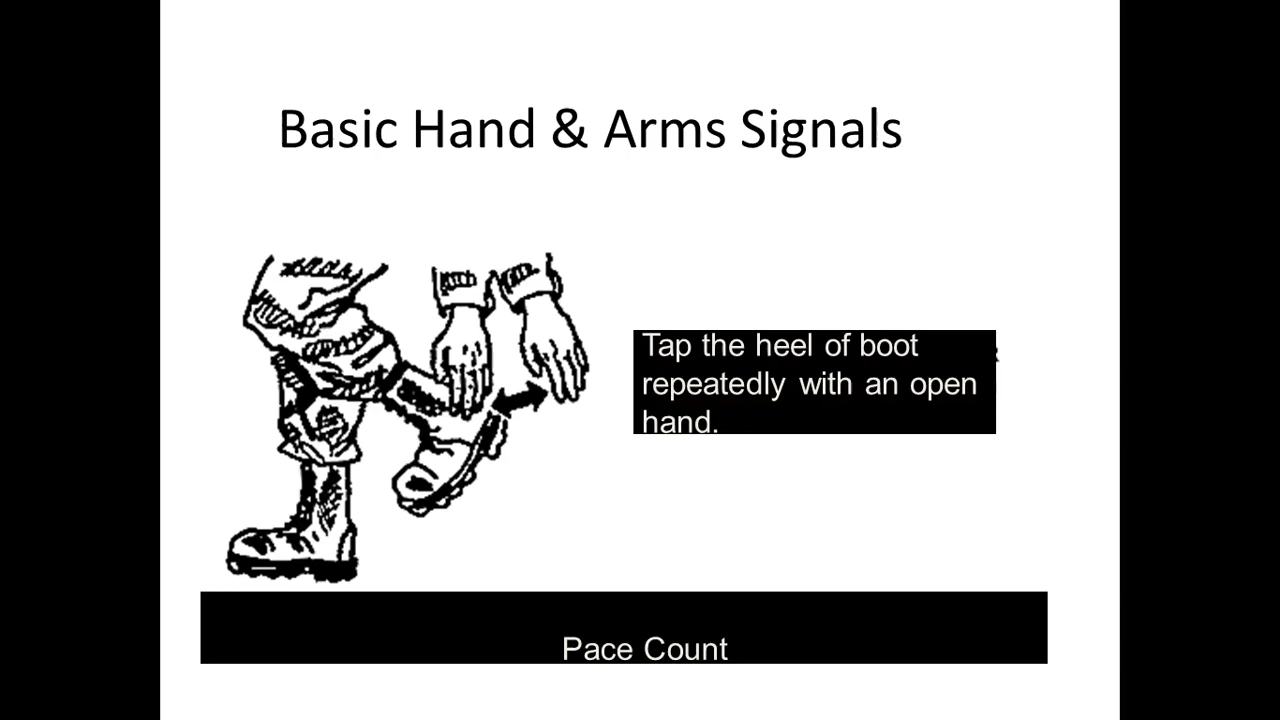 Basic Hand & Arms Signals
Tap the heel of boot
repeatedly with an open
hand.
Pace Count